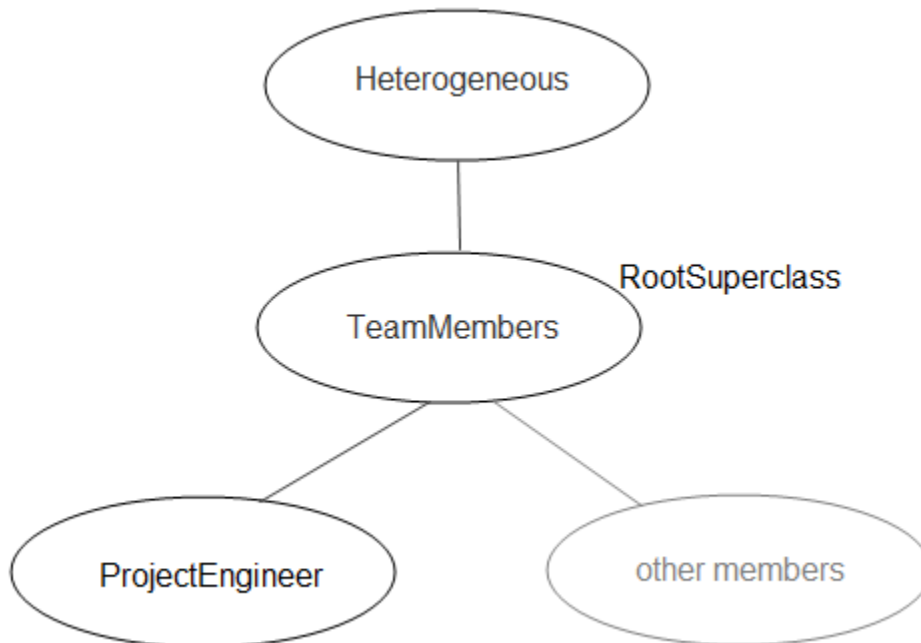 Heterogeneous
RootSuperclass
TeamMembers
ProjectEngineer
other members